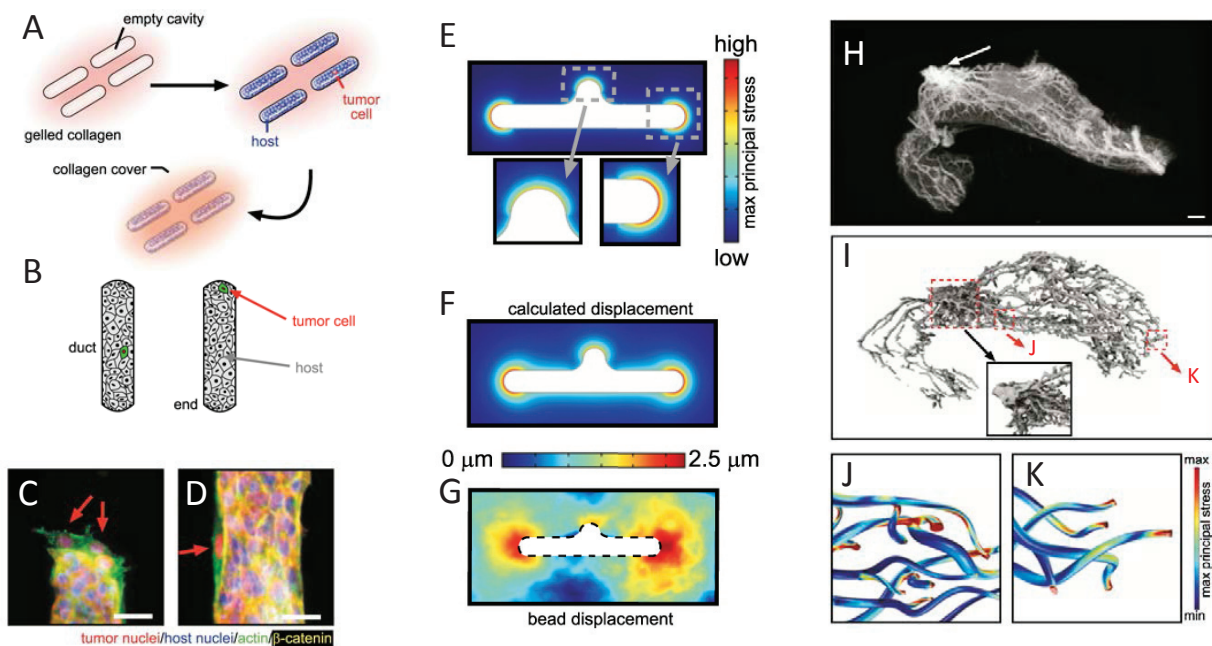 A
empty cavity
gelled collagen
tumor
cell
host
collagen cover
B
duct
end
tumor cell
host
C
D
tumor nuclei/host nuclei/actin/β-catenin
E
high
max principal stress
low
F
calculated displacement
0 μm
2.5 μm
G
bead displacement
H
I
J
K
J
K
max
max principal stress
min